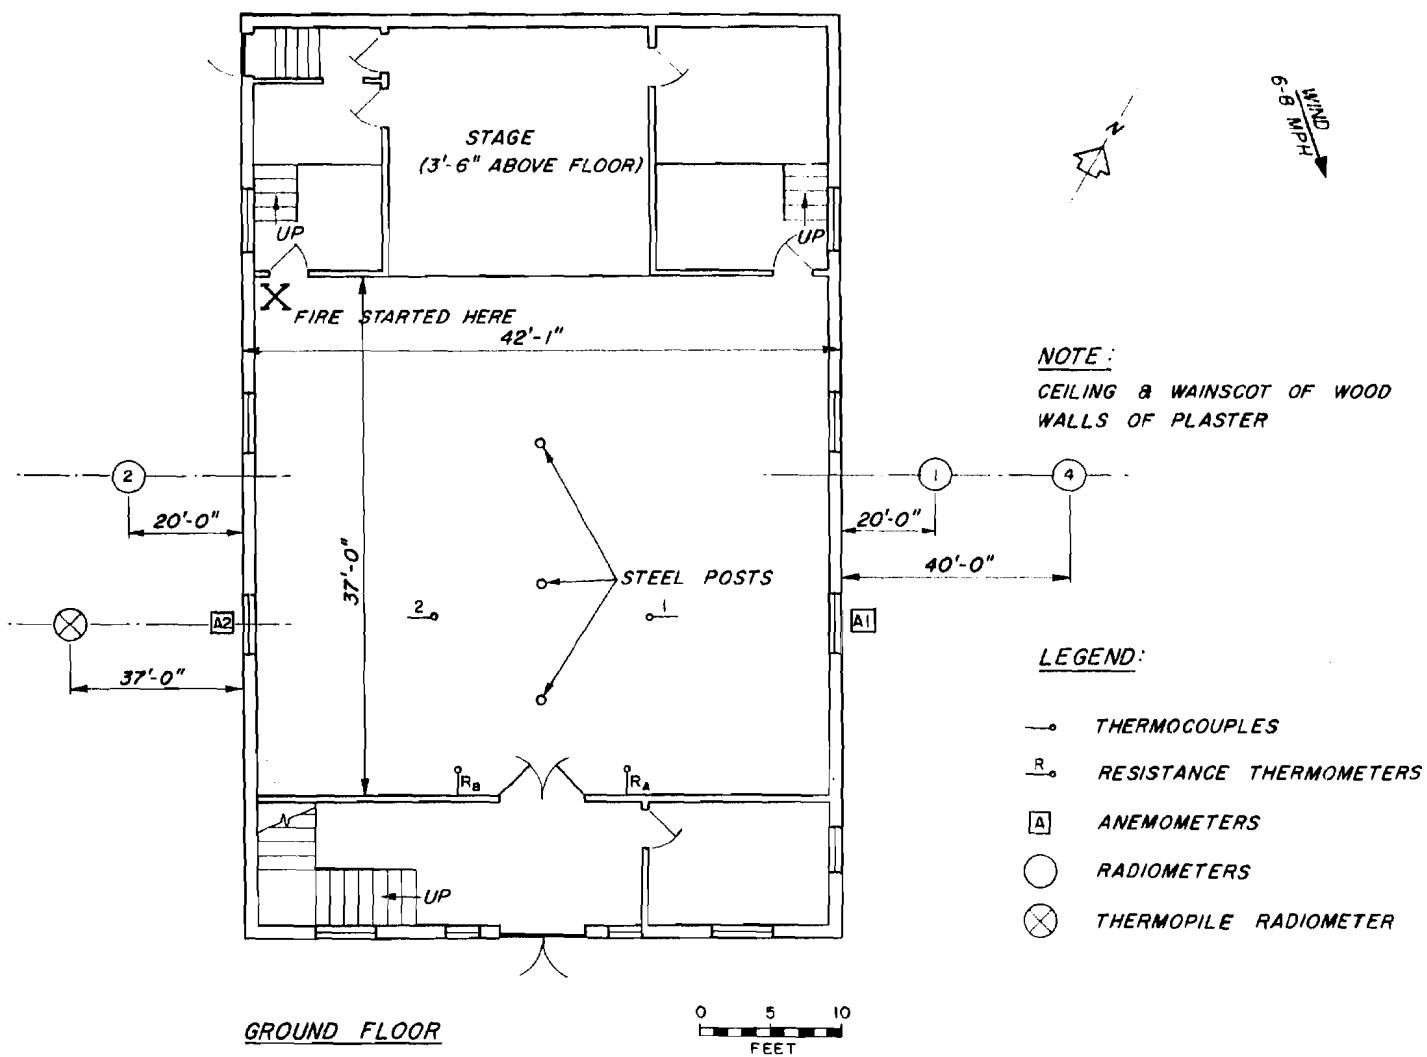 STAGE
(3'-6" ABOVE FLOOR)
N
WIND
6-8 MPH
UP
UP
X
FIRE STARTED HERE
42'-1"
NOTE:
CEILING & WAINSCOT OF WOOD
WALLS OF PLASTER
2
1
4
20'-0"
20'-0"
40'-0"
37'-0"
STEEL POSTS
2
1
A2
A1
37'-0"
LEGEND:
THERMOCOUPLES
R RESISTANCE THERMOMETERS
A ANEMOMETERS
RADIOMETERS
THERMOPILE RADIOMETER
RB
RA
UP
GROUND FLOOR
0 5 10
FEET